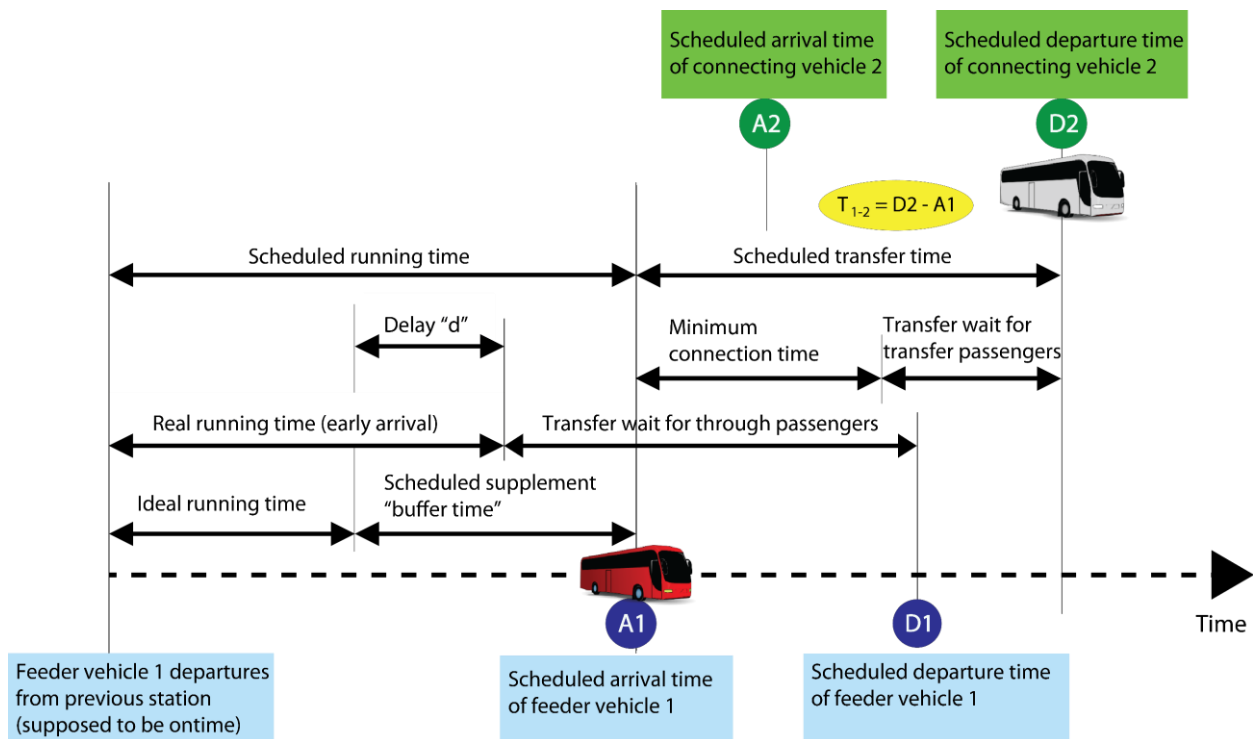 Scheduled arrival time
of connecting vehicle 2
Scheduled departure time
of connecting vehicle 2
A2
D2
T1-2 = D2 - A1
Scheduled running time
Scheduled transfer time
Delay “d”
Minimum
connection time
Transfer wait for
transfer passengers
Real running time (early arrival)
Transfer wait for through passengers
Ideal running time
Scheduled supplement
“buffer time”
A1
D1
Time
Feeder vehicle 1 departures
from previous station
(supposed to be ontime)
Scheduled arrival time
of feeder vehicle 1
Scheduled departure time
of feeder vehicle 1